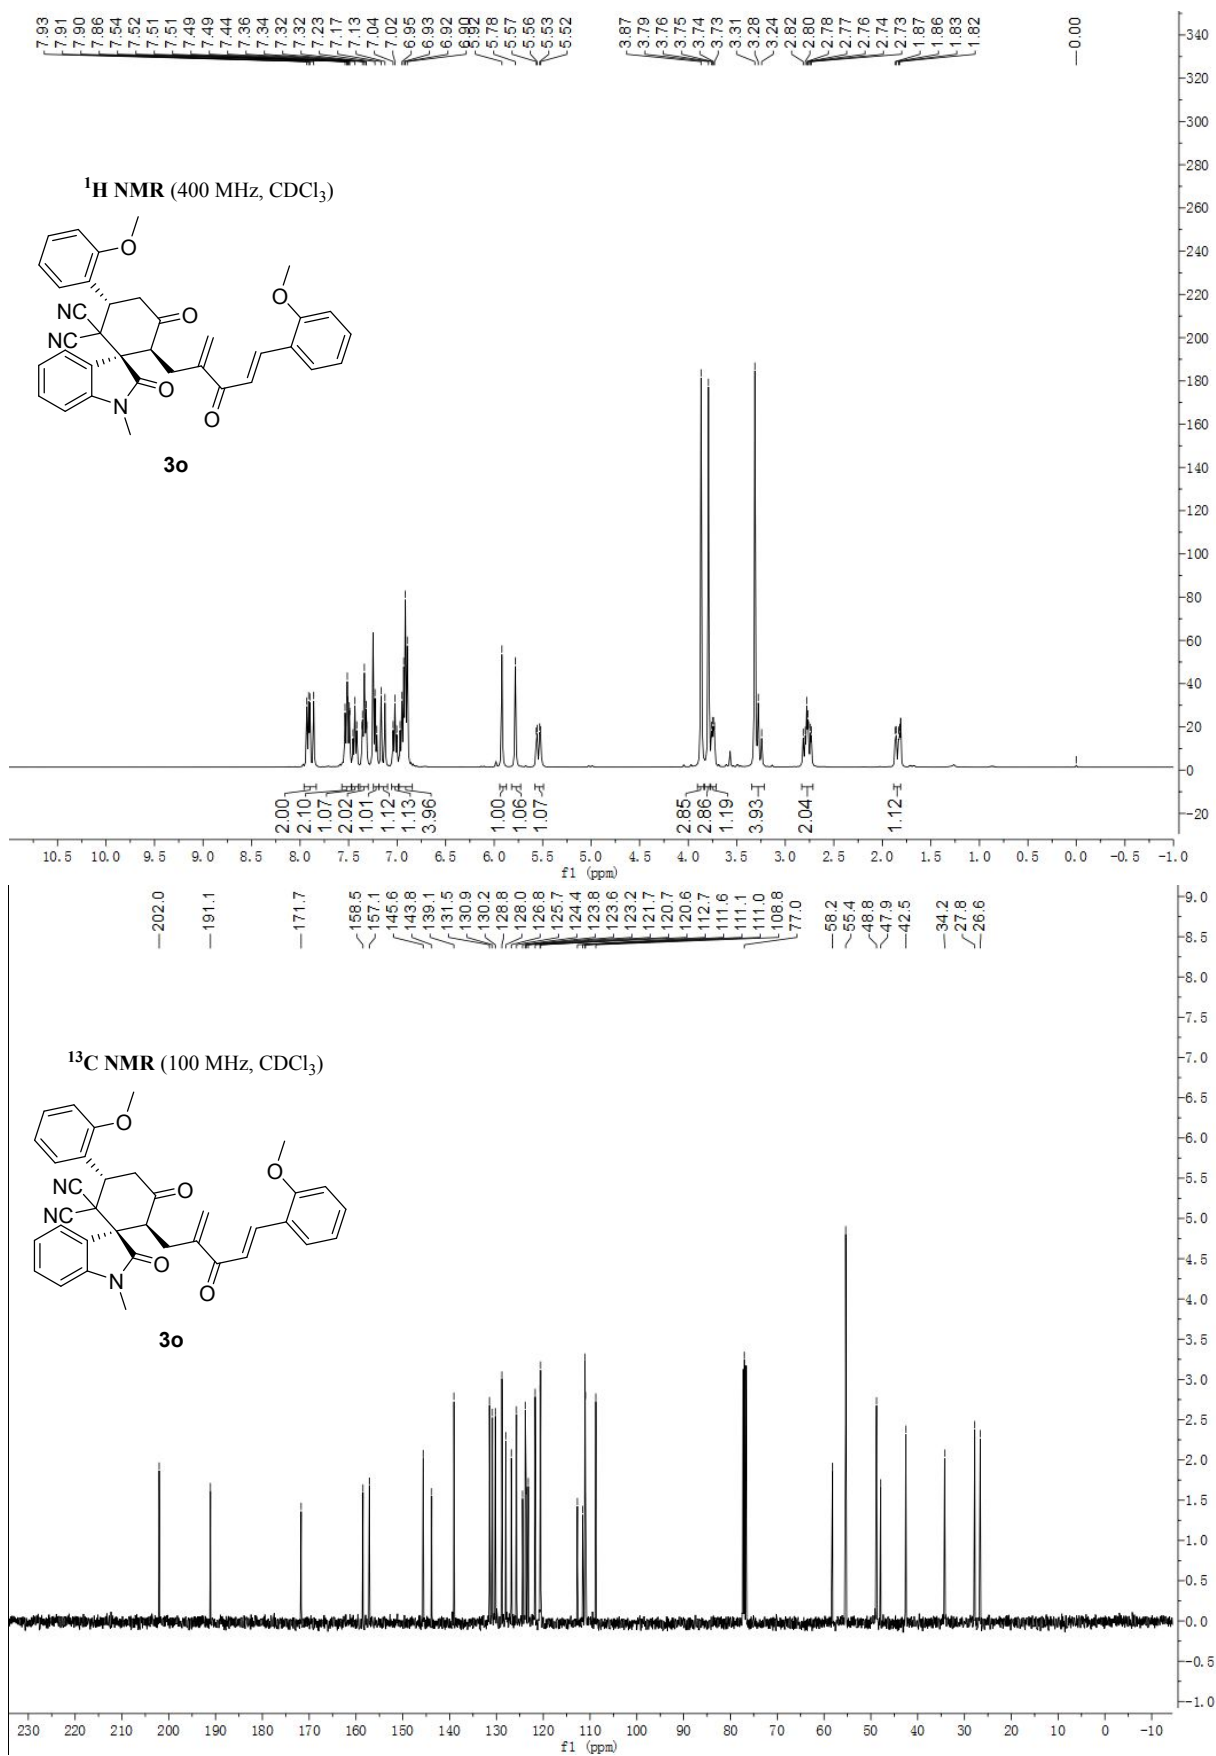 7.93 7.91 7.90 7.86 7.54 7.52 7.51 7.51 7.49 7.49 7.44 7.36 7.34 7.32 7.32 7.23 7.17 7.13 7.04 7.02 6.95 6.93 6.92 6.90 5.92 5.78 5.57 5.56 5.53 5.52 3.87 3.79 3.76 3.75 3.74 3.73 3.31 3.28 3.24 2.82 2.80 2.78 2.77 2.76 2.74 2.73 1.87 1.86 1.83 1.82 -0.00
340
320
300
280
260
240
220
200
180
160
140
120
100
80
60
40
20
0
-20
¹H NMR (400 MHz, CDCl₃)
O
O
NC
O
NC
O
O
N
3o
2.00 2.10 1.07 2.02 1.01 1.12 1.13 3.96 1.00 1.06 1.07 2.85 2.86 1.19 3.93 2.04 1.12
10.5 10.0 9.5 9.0 8.5 8.0 7.5 7.0 6.5 6.0 5.5 5.0 4.5 4.0 3.5 3.0 2.5 2.0 1.5 1.0 0.5 0.0 -0.5 -1.0
f1 (ppm)
202.0 191.1 171.7 158.5 157.1 145.6 143.8 139.1 131.5 130.9 130.2 128.8 128.0 126.8 125.7 124.4 123.8 123.6 123.2 121.7 120.7 120.6 112.7 111.6 111.1 111.0 108.8 77.0 58.2 55.4 48.8 47.9 42.5 34.2 27.8 26.6
9.0
8.5
8.0
7.5
7.0
6.5
6.0
5.5
5.0
4.5
4.0
3.5
3.0
2.5
2.0
1.5
1.0
0.5
0.0
-0.5
-1.0
¹³C NMR (100 MHz, CDCl₃)
O
O
NC
O
NC
O
O
N
3o
230 220 210 200 190 180 170 160 150 140 130 120 110 100 90 80 70 60 50 40 30 20 10 0 -10
f1 (ppm)